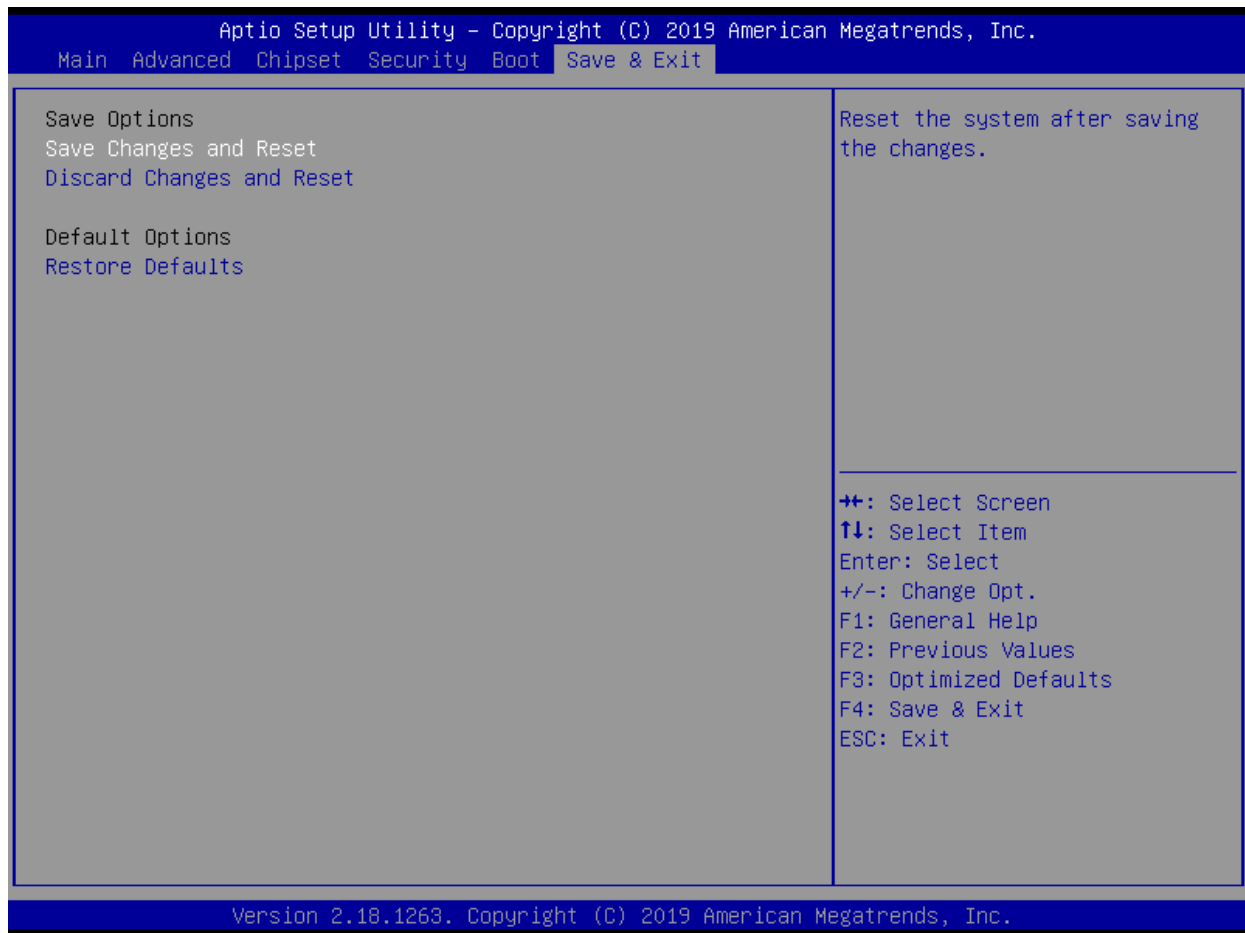 Aptio Setup Utility – Copyright (C) 2019 American Megatrends, Inc.
Main Advanced Chipset Security Boot Save & Exit
Save Options
Save Changes and Reset
Discard Changes and Reset
Default Options
Restore Defaults
Reset the system after saving
the changes.
→←: Select Screen
↑↓: Select Item
Enter: Select
+/-: Change Opt.
F1: General Help
F2: Previous Values
F3: Optimized Defaults
F4: Save & Exit
ESC: Exit
Version 2.18.1263. Copyright (C) 2019 American Megatrends, Inc.